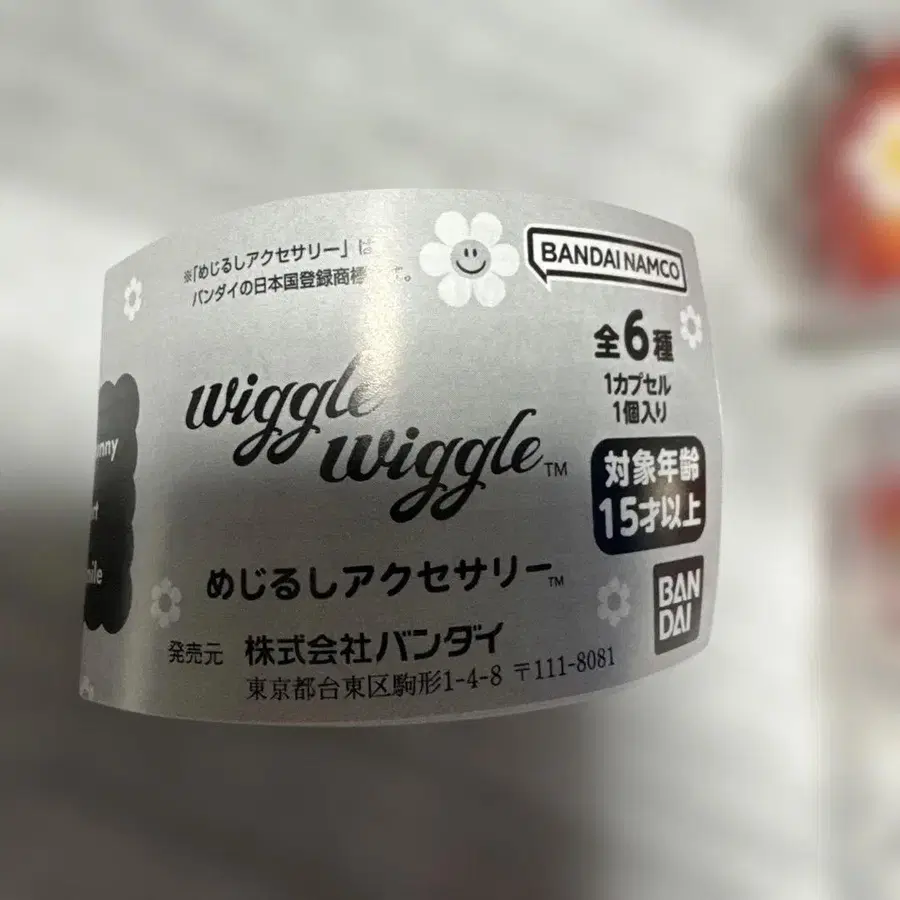 ※「めじるしアクセサリー」は
バンダイの日本国登録商標です。
BANDAI NAMCO
全6種
1カプセル
1個入り
wiggle
wiggle™
対象年齢
15才以上
めじるしアクセサリー™
BAN
DAI
発売元 株式会社バンダイ
東京都台東区駒形1-4-8 〒111-8081